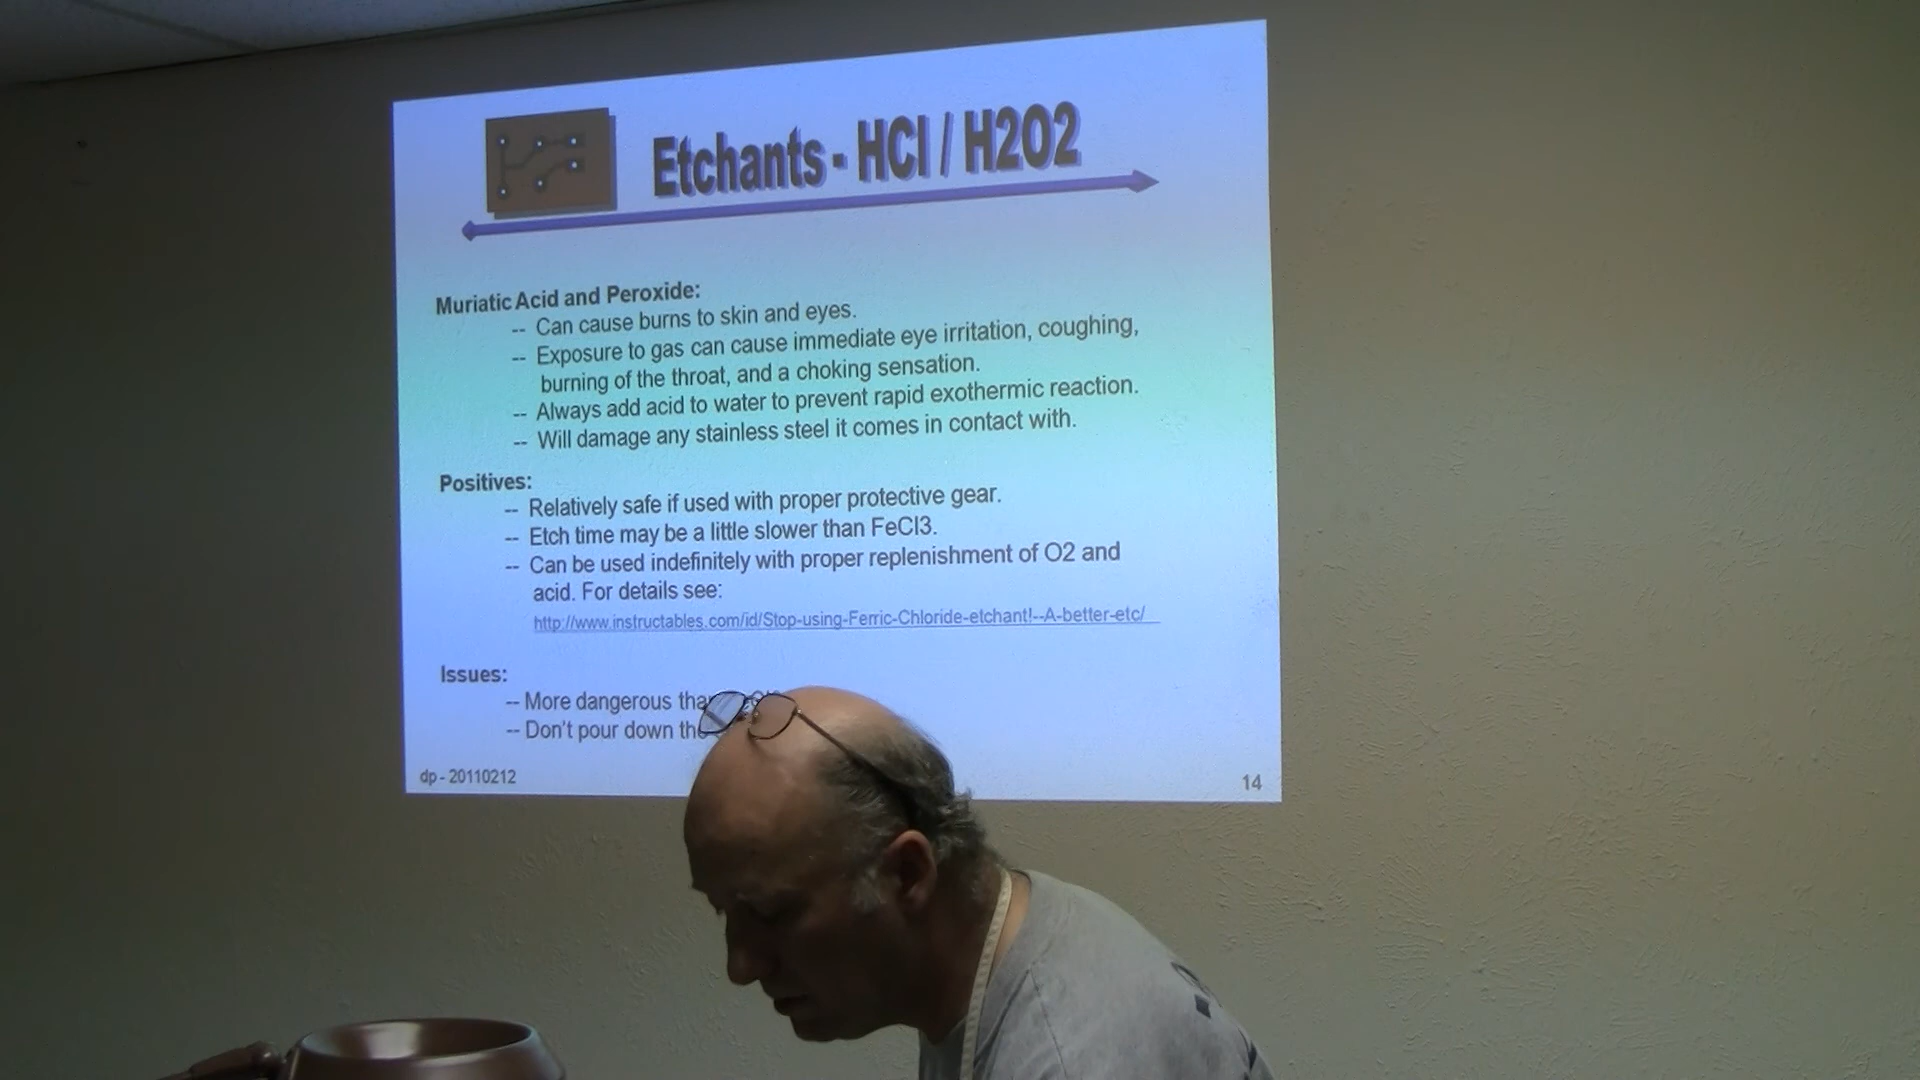 Etchants - HCl / H2O2
Muriatic Acid and Peroxide:
-- Can cause burns to skin and eyes.
-- Exposure to gas can cause immediate eye irritation, coughing,
burning of the throat, and a choking sensation.
-- Always add acid to water to prevent rapid exothermic reaction.
-- Will damage any stainless steel it comes in contact with.
Positives:
-- Relatively safe if used with proper protective gear.
-- Etch time may be a little slower than FeCl3.
-- Can be used indefinitely with proper replenishment of O2 and
acid. For details see:
http://www.instructables.com/id/Stop-using-Ferric-Chloride-etchant!--A-better-etc/
Issues:
-- More dangerous
-- Don't pour down
dp - 20110212
14